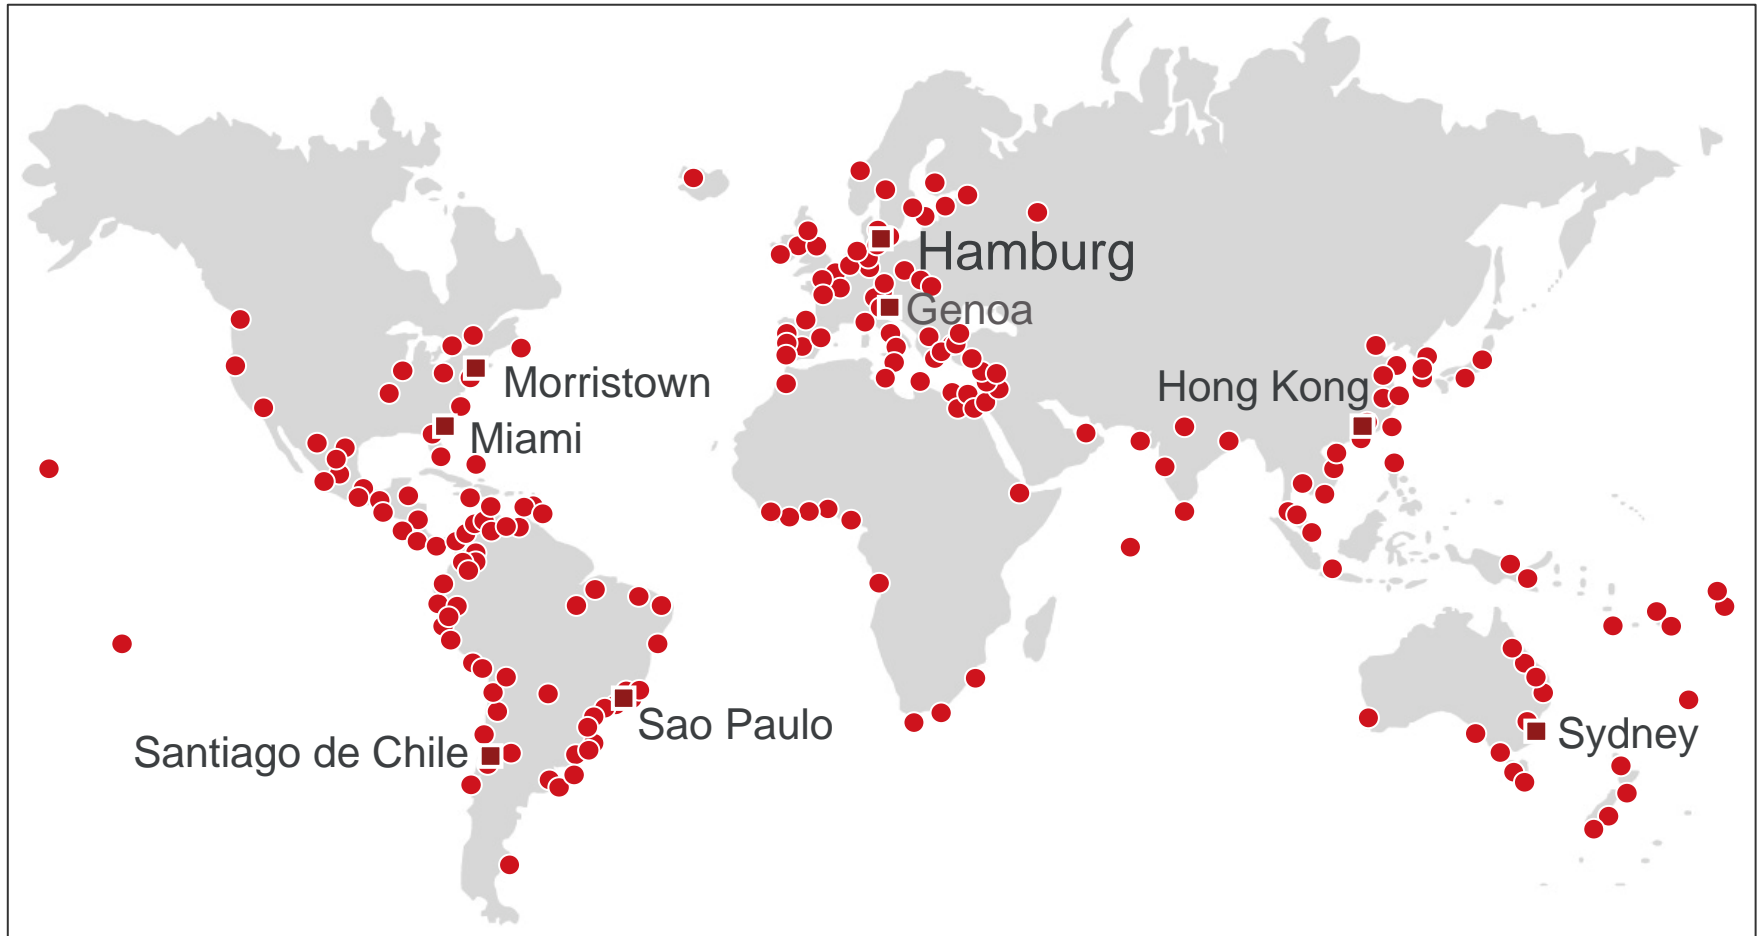 Hamburg
Genoa
Morristown
Hong Kong
Miami
Sao Paulo
Santiago de Chile
Sydney